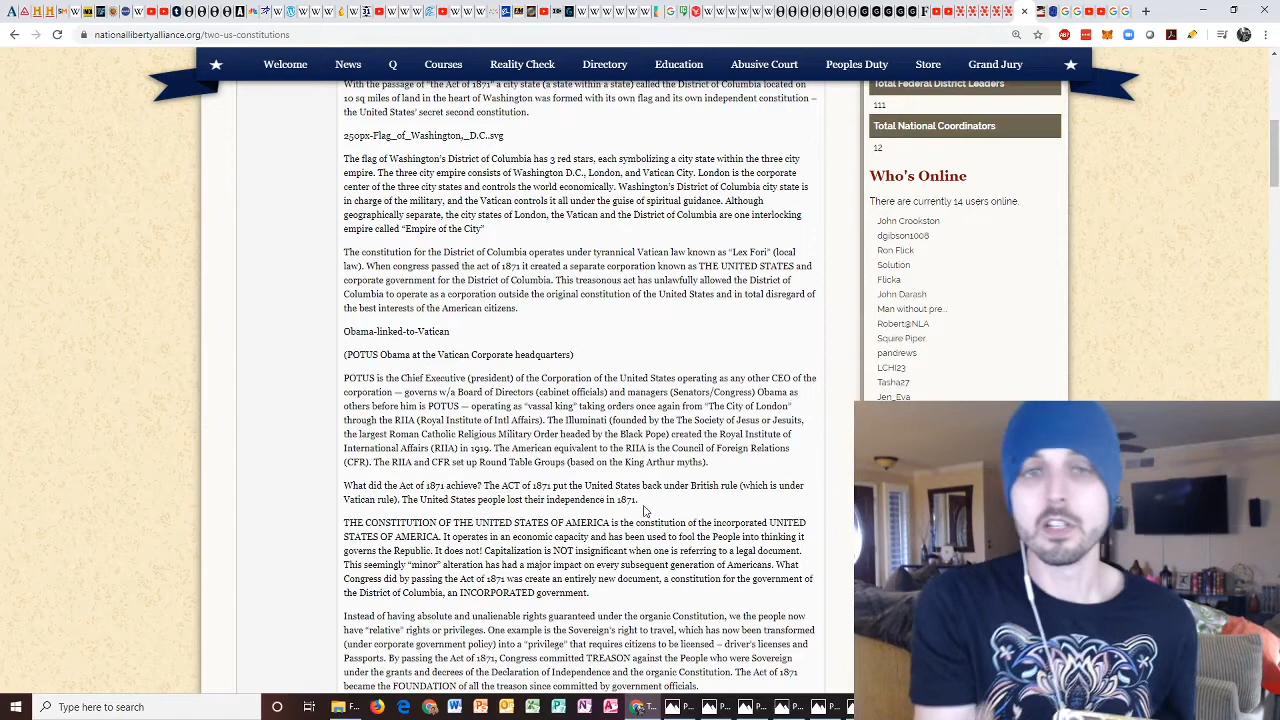 nationallibertyalliance.org/two-us-constitutions
Welcome News Q Courses Reality Check Directory Education Abusive Court Peoples Duty Store Grand Jury
With the passage of “the Act of 1871” a city state (a state within a state) called the District of Columbia located on
10 sq miles of land in the heart of Washington was formed with its own flag and its own independent constitution –
the United States’ secret second constitution.
250px-Flag_of_Washington,_D.C..svg
The flag of Washington’s District of Columbia has 3 red stars, each symbolizing a city state within the three city
empire. The three city empire consists of Washington D.C., London, and Vatican City. London is the corporate
center of the three city states and controls the world economically. Washington’s District of Columbia city state is
in charge of the military, and the Vatican controls it all under the guise of spiritual guidance. Although
geographically separate, the city states of London, the Vatican and the District of Columbia are one interlocking
empire called “Empire of the City”
The constitution for the District of Columbia operates under tyrannical Vatican law known as “Lex Fori” (local
law). When congress passed the act of 1871 it created a separate corporation known as THE UNITED STATES and
corporate government for the District of Columbia. This treasonous act has unlawfully allowed the District of
Columbia to operate as a corporation outside the original constitution of the United States and in total disregard of
the best interests of the American citizens.
Obama-linked-to-Vatican
(POTUS Obama at the Vatican Corporate headquarters)
POTUS is the Chief Executive (president) of the Corporation of the United States operating as any other CEO of the
corporation — governs w/a Board of Directors (cabinet officials) and managers (Senators/Congress) Obama as
others before him is POTUS — operating as “vassal king” taking orders once again from “The City of London”
through the RIIA (Royal Institute of Intl Affairs). The Illuminati (founded by the The Society of Jesus or Jesuits,
the largest Roman Catholic Religious Military Order headed by the Black Pope) created the Royal Institute of
International Affairs (RIIA) in 1919. The American equivalent to the RIIA is the Council of Foreign Relations
(CFR). The RIIA and CFR set up Round Table Groups (based on the King Arthur myths).
What did the Act of 1871 achieve? The ACT of 1871 put the United States back under British rule (which is under
Vatican rule). The United States people lost their independence in 1871.
THE CONSTITUTION OF THE UNITED STATES OF AMERICA is the constitution of the incorporated UNITED
STATES OF AMERICA. It operates in an economic capacity and has been used to fool the People into thinking it
governs the Republic. It does not! Capitalization is NOT insignificant when one is referring to a legal document.
This seemingly “minor” alteration has had a major impact on every subsequent generation of Americans. What
Congress did by passing the Act of 1871 was create an entirely new document, a constitution for the government of
the District of Columbia, an INCORPORATED government.
Instead of having absolute and unalienable rights guaranteed under the organic Constitution, we the people now
have “relative” rights or privileges. One example is the Sovereign’s right to travel, which has now been transformed
(under corporate government policy) into a “privilege” that requires citizens to be licensed – driver’s licenses and
Passports. By passing the Act of 1871, Congress committed TREASON against the People who were Sovereign
under the grants and decrees of the Declaration of Independence and the organic Constitution. The Act of 1871
became the FOUNDATION of all the treason since committed by government officials.
Total Federal District Leaders
111
Total National Coordinators
12
Who's Online
There are currently 14 users online.
John Crookston
dgibson1008
Ron Flick
Solution
Flicka
John Darash
Man without pre...
Robert@NLA
Squire Piper
pandrews
LCHI23
Tasha27
Jen_Eva
Type here to search